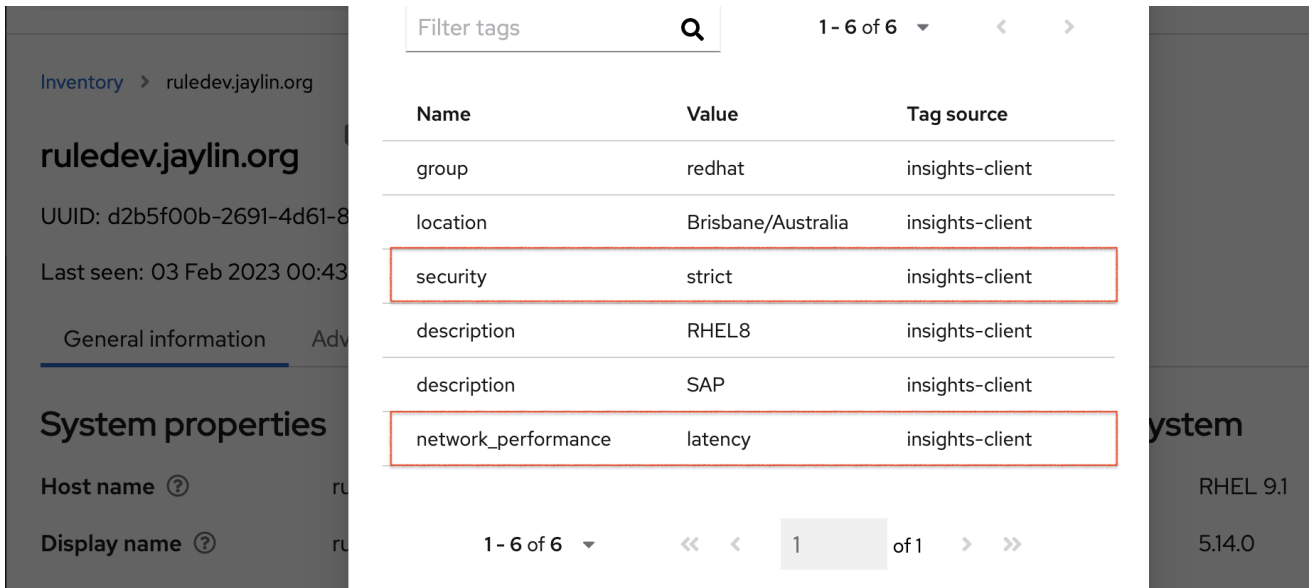 Filter tags
1 - 6 of 6
Inventory > ruledev.jaylin.org
ruledev.jaylin.org
UUID: d2b5f00b-2691-4d61-8
Last seen: 03 Feb 2023 00:43
General information Adv
System properties
Host name
ru
Display name
ru
Name Value Tag source
group redhat insights-client
location Brisbane/Australia insights-client
security strict insights-client
description RHEL8 insights-client
description SAP insights-client
network_performance latency insights-client
1 - 6 of 6 1 of 1
ystem
RHEL 9.1
5.14.0